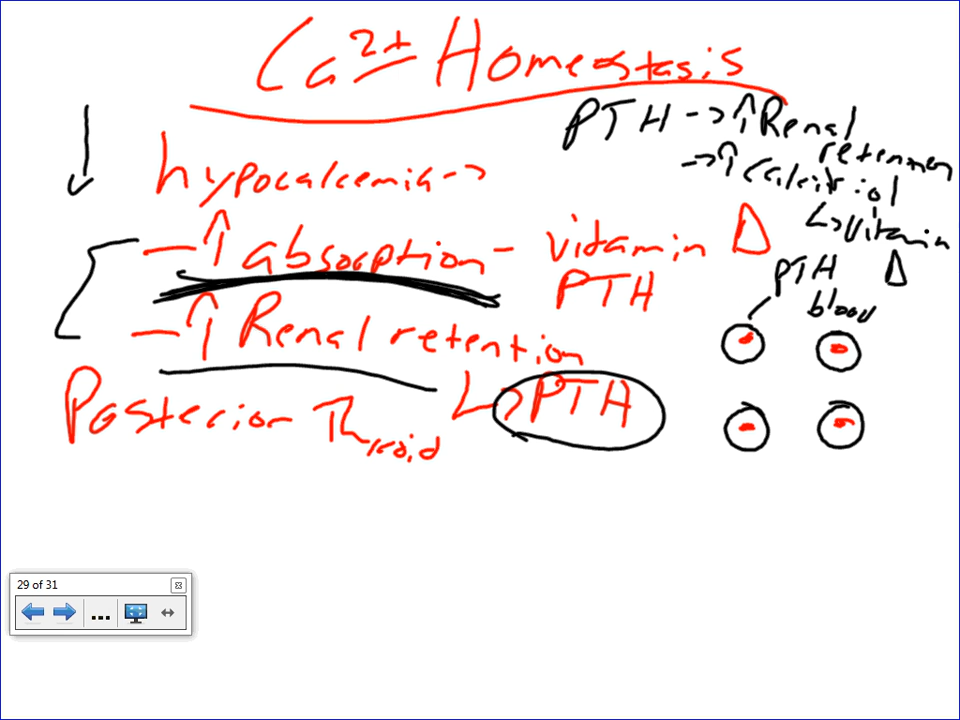 Ca2+ Homeostasis
PTH -> ↑ Renal
retention
-> ↑ Calcitriol
↳ Vitamin
D
hypocalcemia ->
- ↑ absorption - vitamin D
PTH
- ↑ Renal retention
↳ PTH
Posterior Thyroid
PTH
blood
29 of 31
...